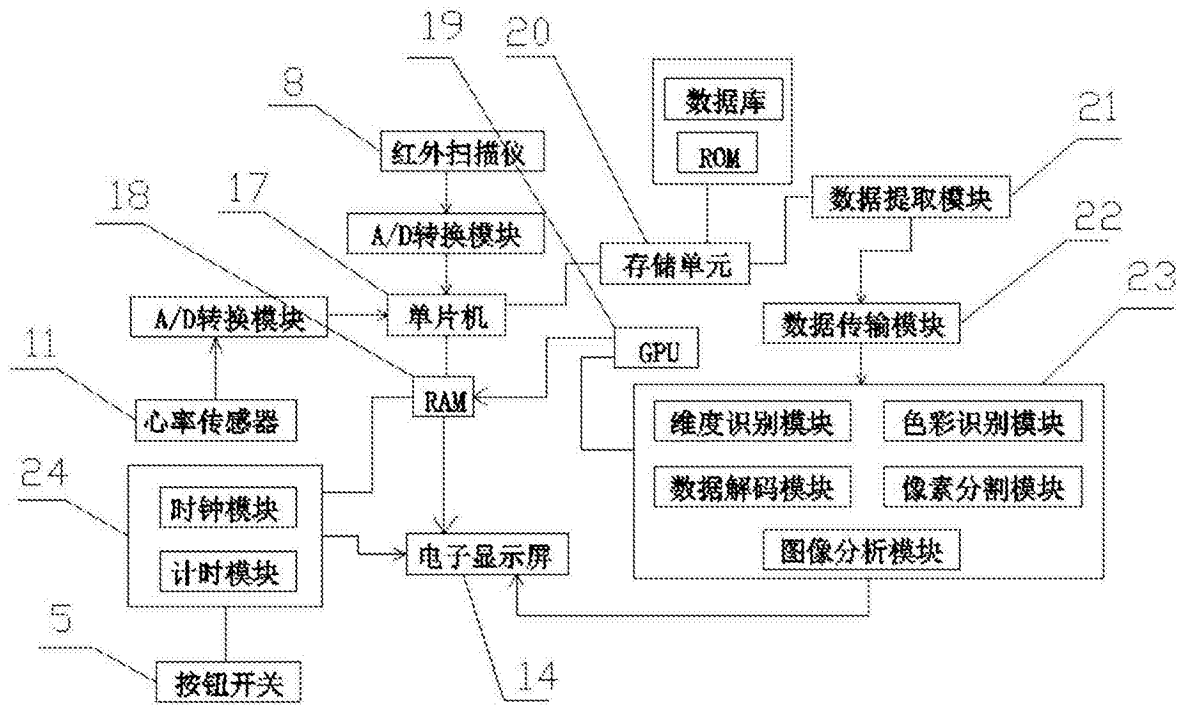 19
20
8
数据库
21
红外扫描仪
ROM
18
17
数据提取模块
22
A/D转换模块
存储单元
23
A/D转换模块
单片机
数据传输模块
11
GPU
RAM
心率传感器
维度识别模块
色彩识别模块
24
时钟模块
数据解码模块
像素分割模块
电子显示屏
图像分析模块
计时模块
5
按钮开关
14